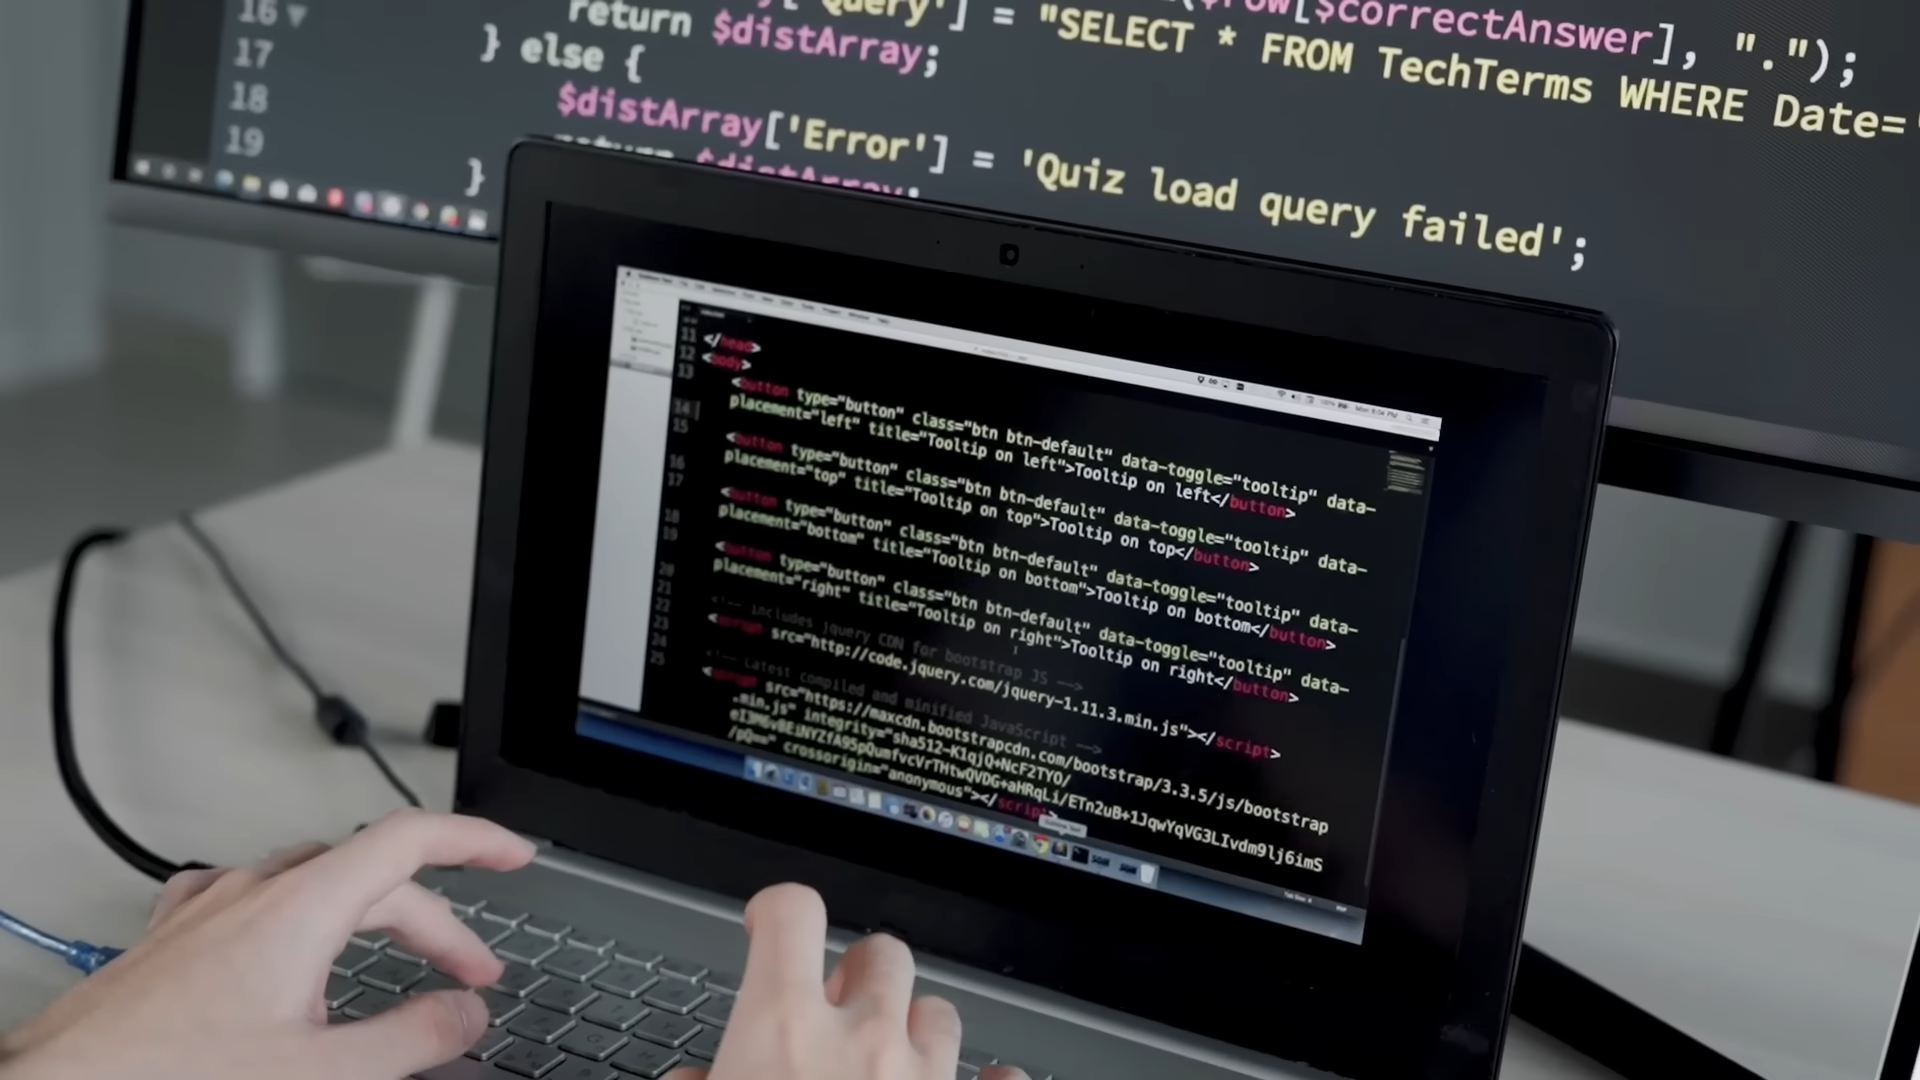 16
17
18
19
'Query'] = "SELECT * FROM TechTerms WHERE Date='
($row[$correctAnswer], ".");
return $distArray;
} else {
$distArray['Error'] = 'Quiz load query failed';
return $distArray;
}
11
12
13
14
15
16
17
18
19
20
21
22
23
24
25
</head>
<body>
<button type="button" class="btn btn-default" data-toggle="tooltip" data-
placement="left" title="Tooltip on left">Tooltip on left</button>
<button type="button" class="btn btn-default" data-toggle="tooltip" data-
placement="top" title="Tooltip on top">Tooltip on top</button>
<button type="button" class="btn btn-default" data-toggle="tooltip" data-
placement="bottom" title="Tooltip on bottom">Tooltip on bottom</button>
<button type="button" class="btn btn-default" data-toggle="tooltip" data-
placement="right" title="Tooltip on right">Tooltip on right</button>
<!-- includes jquery CDN for bootstrap JS -->
<script src="http://code.jquery.com/jquery-1.11.3.min.js"></script>
<!-- Latest compiled and minified JavaScript -->
<script src="https://maxcdn.bootstrapcdn.com/bootstrap/3.3.5/js/bootstrap
.min.js" integrity="sha512-K1qjQ+NcF2TYO/
eI3M6v8EiNYZfA95pQumfvcVrTHtwQVDG+aHRqLi/ETn2uB+1JqwYqVG3LIvdm9lj6imS
/pQ==" crossorigin="anonymous"></script>